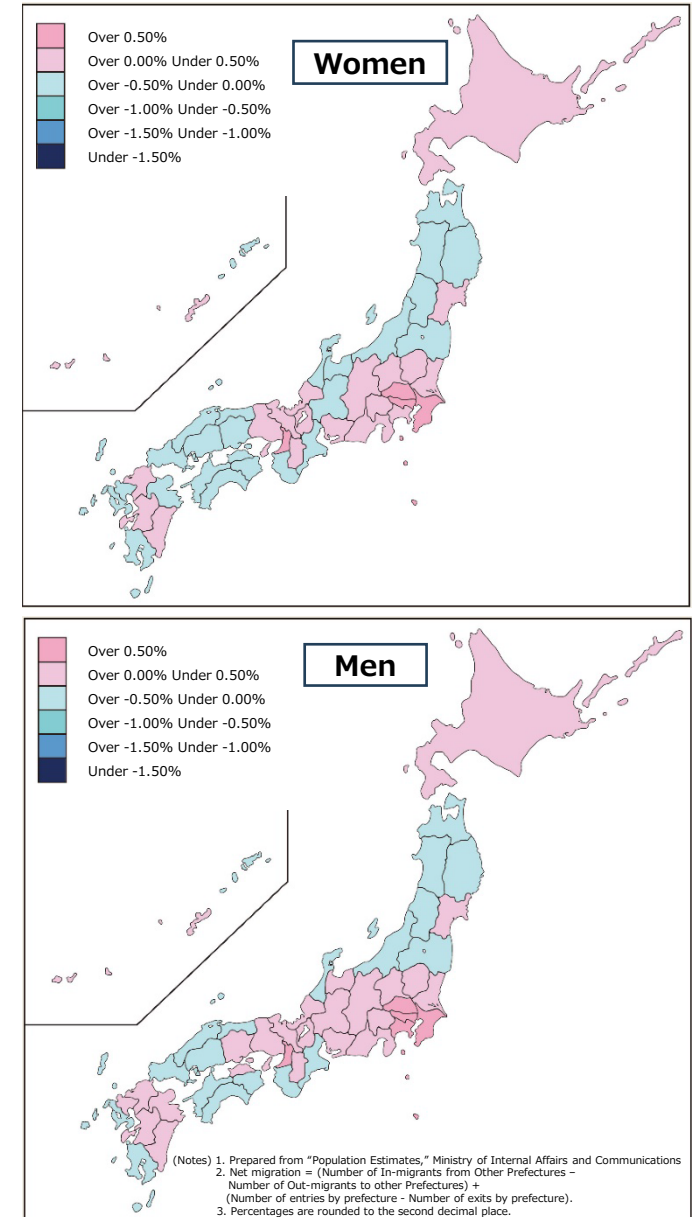 Women
Over 0.50%
Over 0.00% Under 0.50%
Over -0.50% Under 0.00%
Over -1.00% Under -0.50%
Over -1.50% Under -1.00%
Under -1.50%
Men
Over 0.50%
Over 0.00% Under 0.50%
Over -0.50% Under 0.00%
Over -1.00% Under -0.50%
Over -1.50% Under -1.00%
Under -1.50%
(Notes) 1. Prepared from “Population Estimates,” Ministry of Internal Affairs and Communications
2. Net migration = (Number of In-migrants from Other Prefectures –
Number of Out-migrants to other Prefectures) +
(Number of entries by prefecture - Number of exits by prefecture).
3. Percentages are rounded to the second decimal place.